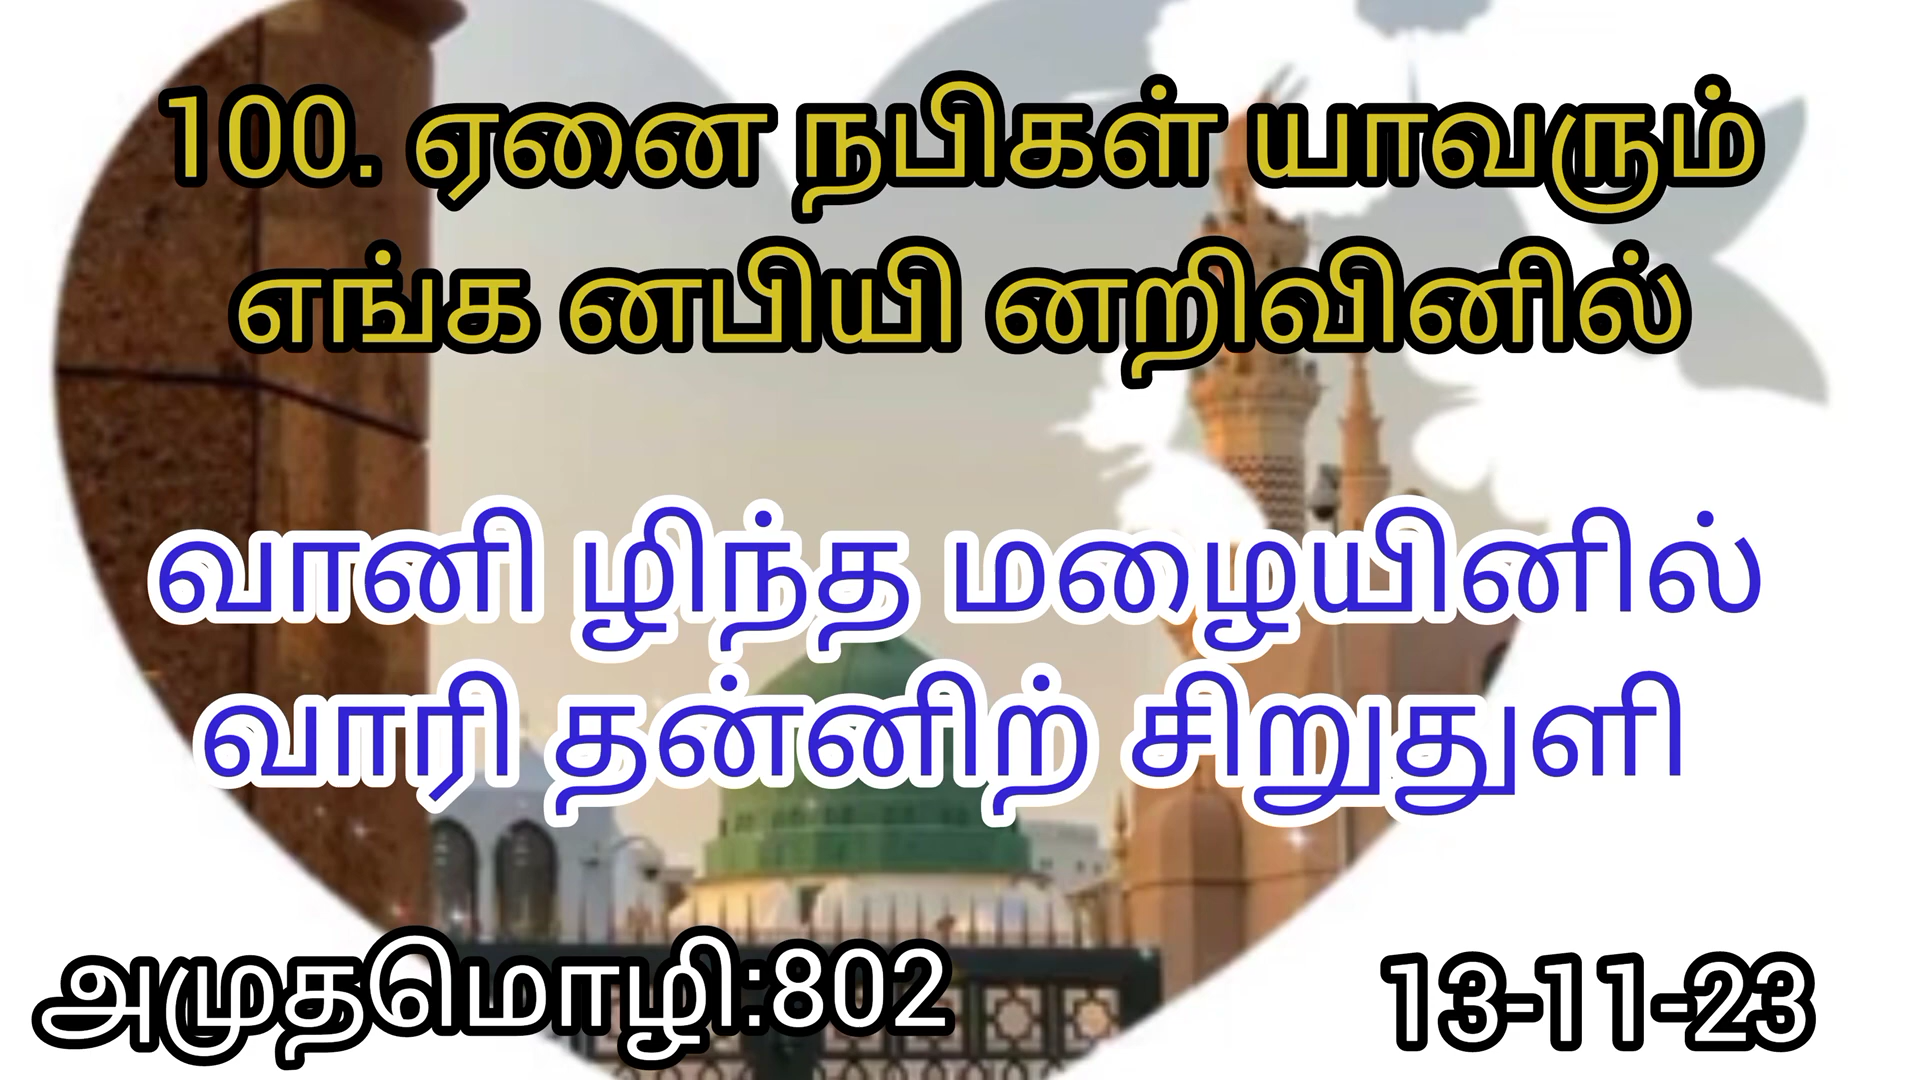 100. ஏனை நபிகள் யாவரும்
எங்க னபியி னறிவினில்
வானி ழிந்த மழையினில்
வாரி தன்னிற் சிறுதுளி
அமுதமொழி:802
13-11-23